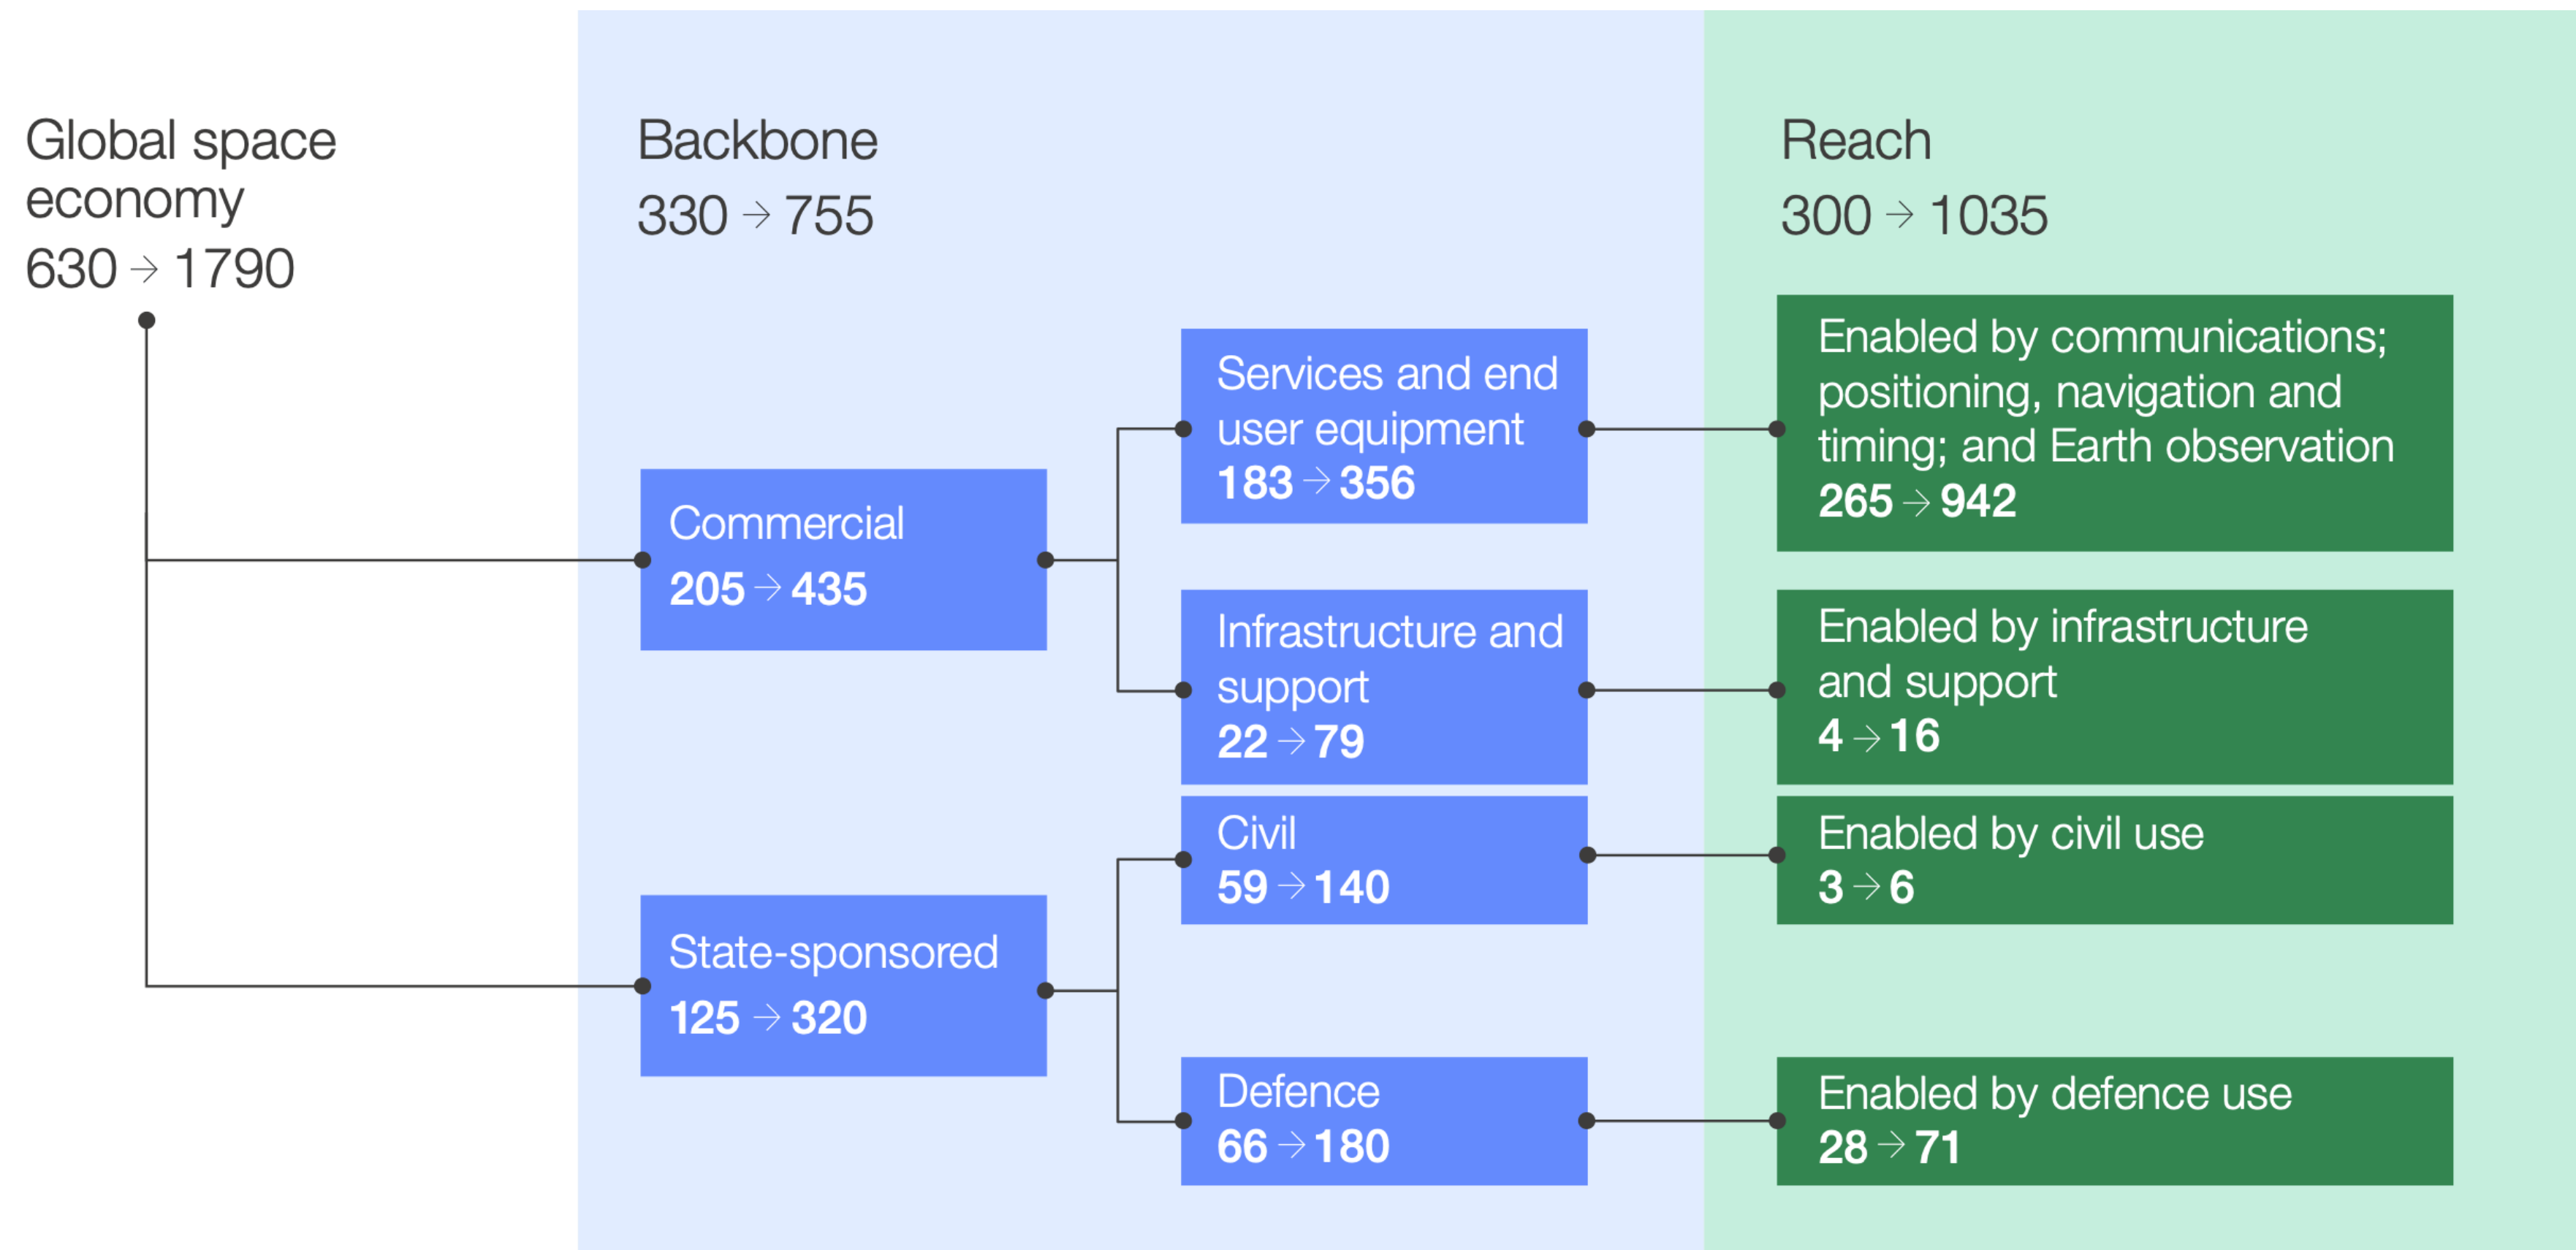 Global space
economy
630 → 1790
Backbone
330 → 755
Reach
300 → 1035
Commercial
205 → 435
Services and end
user equipment
183 → 356
Enabled by communications;
positioning, navigation and
timing; and Earth observation
265 → 942
Infrastructure and
support
22 → 79
Enabled by infrastructure
and support
4 → 16
State-sponsored
125 → 320
Civil
59 → 140
Enabled by civil use
3 → 6
Defence
66 → 180
Enabled by defence use
28 → 71